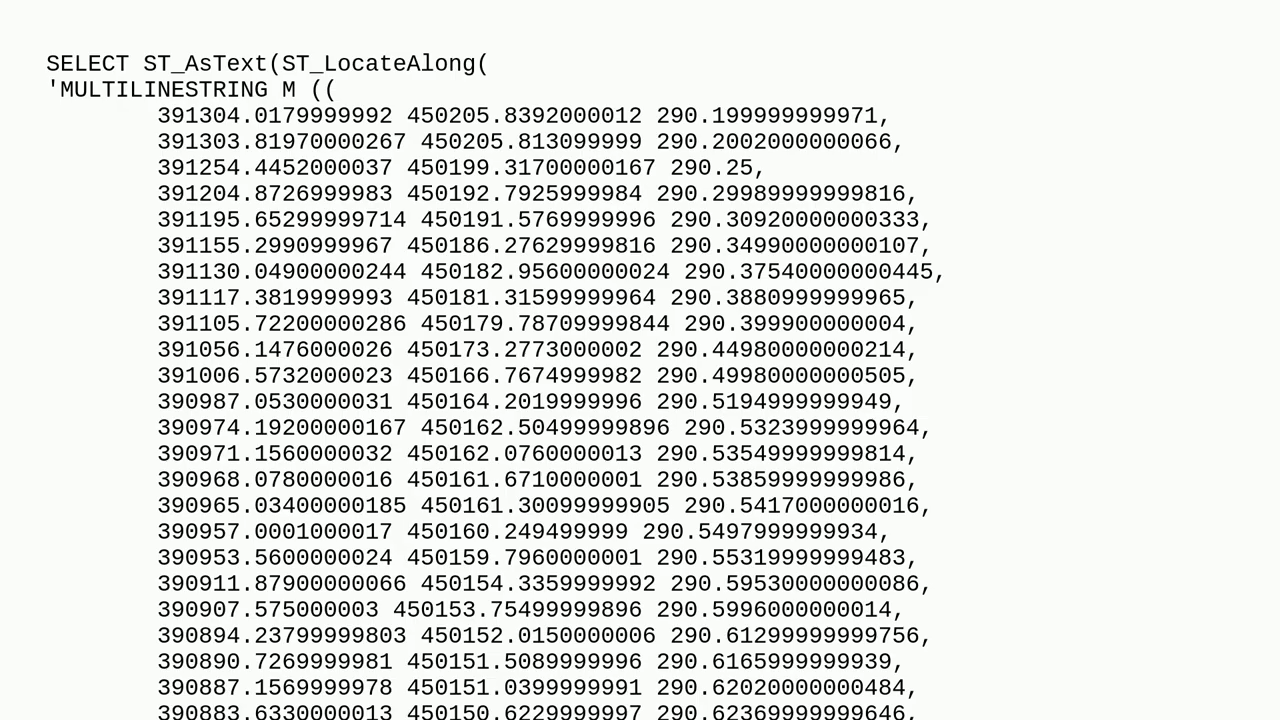 SELECT ST_AsText(ST_LocateAlong(
'MULTILINESTRING M ((
391304.0179999992 450205.8392000012 290.199999999971,
391303.81970000267 450205.813099999 290.2002000000066,
391254.4452000037 450199.31700000167 290.25,
391204.8726999983 450192.7925999984 290.29989999999816,
391195.65299999714 450191.5769999996 290.30920000000333,
391155.2990999967 450186.27629999816 290.34990000000107,
391130.04900000244 450182.95600000024 290.37540000000445,
391117.3819999993 450181.31599999964 290.3880999999965,
391105.72200000286 450179.78709999844 290.399900000004,
391056.1476000026 450173.2773000002 290.44980000000214,
391006.5732000023 450166.7674999982 290.49980000000505,
390987.0530000031 450164.2019999996 290.5194999999949,
390974.19200000167 450162.50499999896 290.5323999999964,
390971.1560000032 450162.0760000013 290.53549999999814,
390968.0780000016 450161.6710000001 290.53859999999986,
390965.03400000185 450161.30099999905 290.5417000000016,
390957.0001000017 450160.249499999 290.5497999999934,
390953.5600000024 450159.7960000001 290.55319999999483,
390911.87900000066 450154.3359999992 290.59530000000086,
390907.575000003 450153.75499999896 290.5996000000014,
390894.23799999803 450152.0150000006 290.61299999999756,
390890.7269999981 450151.5089999996 290.6165999999939,
390887.1569999978 450151.0399999991 290.62020000000484,
390883.6330000013 450150.6229999997 290.62369999999646,